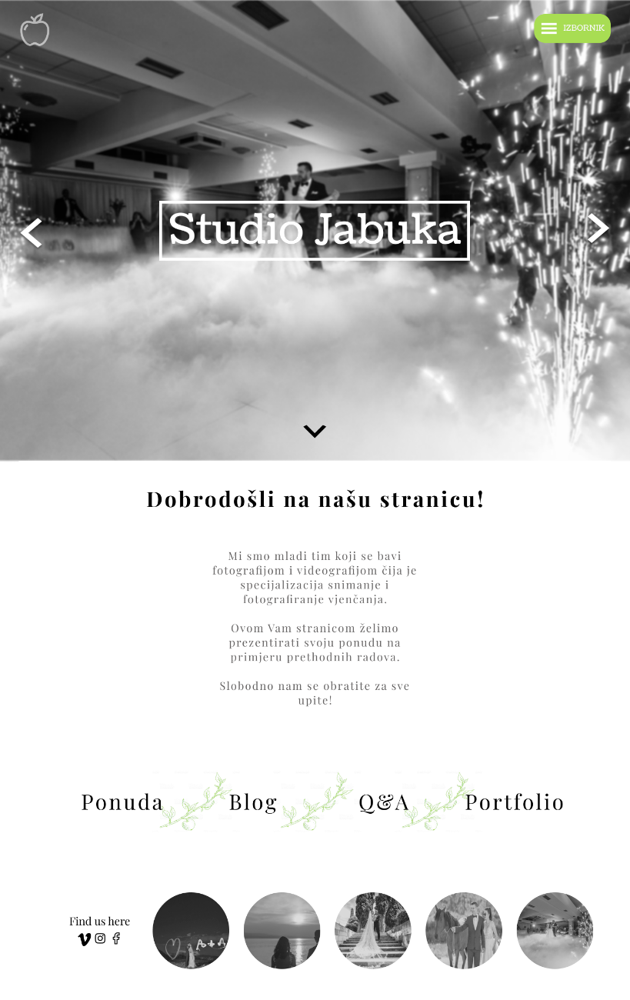 IZBORNIK
Studio Jabuka
Dobrodošli na našu stranicu!
Mi smo mladi tim koji se bavi
fotografijom i videografijom čija je
specijalizacija snimanje i
fotografiranje vjenčanja.
Ovom Vam stranicom želimo
prezentirati svoju ponudu na
primjeru prethodnih radova.
Slobodno nam se obratite za sve
upite!
Ponuda Blog Q&A Portfolio
Find us here
A+A